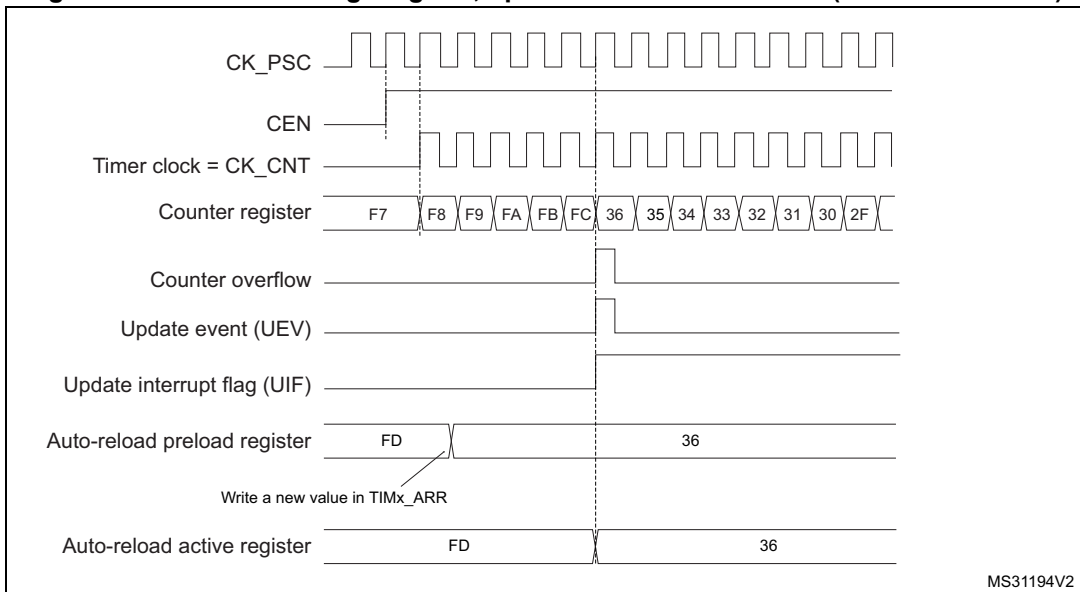 CK_PSC
CEN
Timer clock = CK_CNT
Counter register F7 F8 F9 FA FB FC 36 35 34 33 32 31 30 2F
Counter overflow
Update event (UEV)
Update interrupt flag (UIF)
Auto-reload preload register FD 36
Write a new value in TIMx_ARR
Auto-reload active register FD 36
MS31194V2